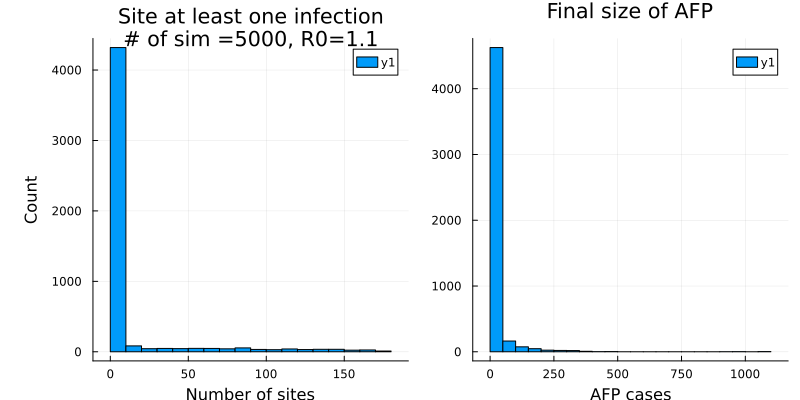 Site at least one infection
# of sim =5000, R0=1.1
y1
4000
3000
2000
1000
0
Count
0 50 100 150
Number of sites
Final size of AFP
y1
4000
3000
2000
1000
0
0 250 500 750 1000
AFP cases